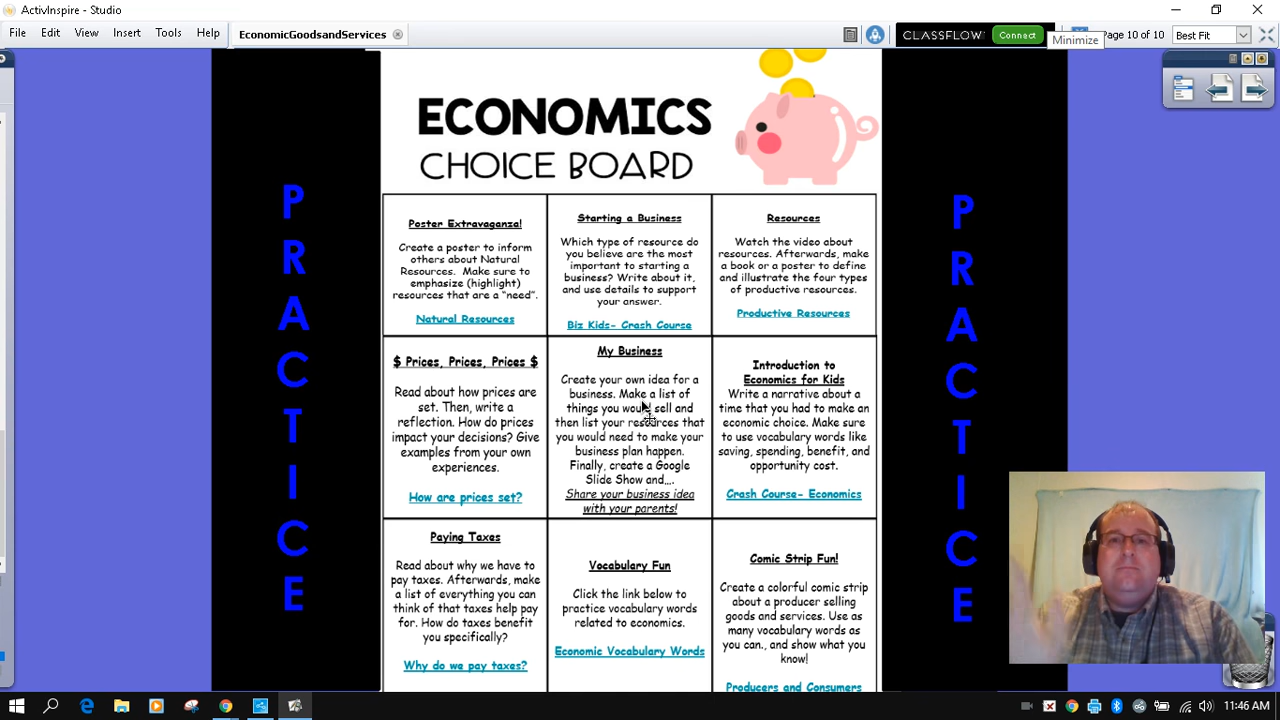 ActivInspire - Studio
File Edit View Insert Tools Help
EconomicGoodsandServices
CLASSFLOW Connect
Page 10 of 10 Best Fit
Minimize
ECONOMICS
CHOICE BOARD
PRACTICE
Poster Extravaganza!
Create a poster to inform
others about Natural
Resources. Make sure to
emphasize (highlight)
resources that are a "need".
Natural Resources
Starting a Business
Which type of resource do
you believe are the most
important to starting a
business? Write about it,
and use details to support
your answer.
Biz Kids- Crash Course
Resources
Watch the video about
resources. Afterwards, make
a book or a poster to define
and illustrate the four types
of productive resources.
Productive Resources
$ Prices, Prices, Prices $
Read about how prices are
set. Then, write a
reflection. How do prices
impact your decisions? Give
examples from your own
experiences.
How are prices set?
My Business
Create your own idea for a
business. Make a list of
things you would sell and
then list your resources that
you would need to make your
business plan happen.
Finally, create a Google
Slide Show and....
Share your business idea
with your parents!
Introduction to
Economics for Kids
Write a narrative about a
time that you had to make an
economic choice. Make sure
to use vocabulary words like
saving, spending, benefit, and
opportunity cost.
Crash Course- Economics
Paying Taxes
Read about why we have to
pay taxes. Afterwards, make
a list of everything you can
think of that taxes help pay
for. How do taxes benefit
you specifically?
Why do we pay taxes?
Vocabulary Fun
Click the link below to
practice vocabulary words
related to economics.
Economic Vocabulary Words
Comic Strip Fun!
Create a colorful comic strip
about a producer selling
goods and services. Use as
many vocabulary words as
you can., and show what you
know!
Producers and Consumers
PRACTICE
11:46 AM